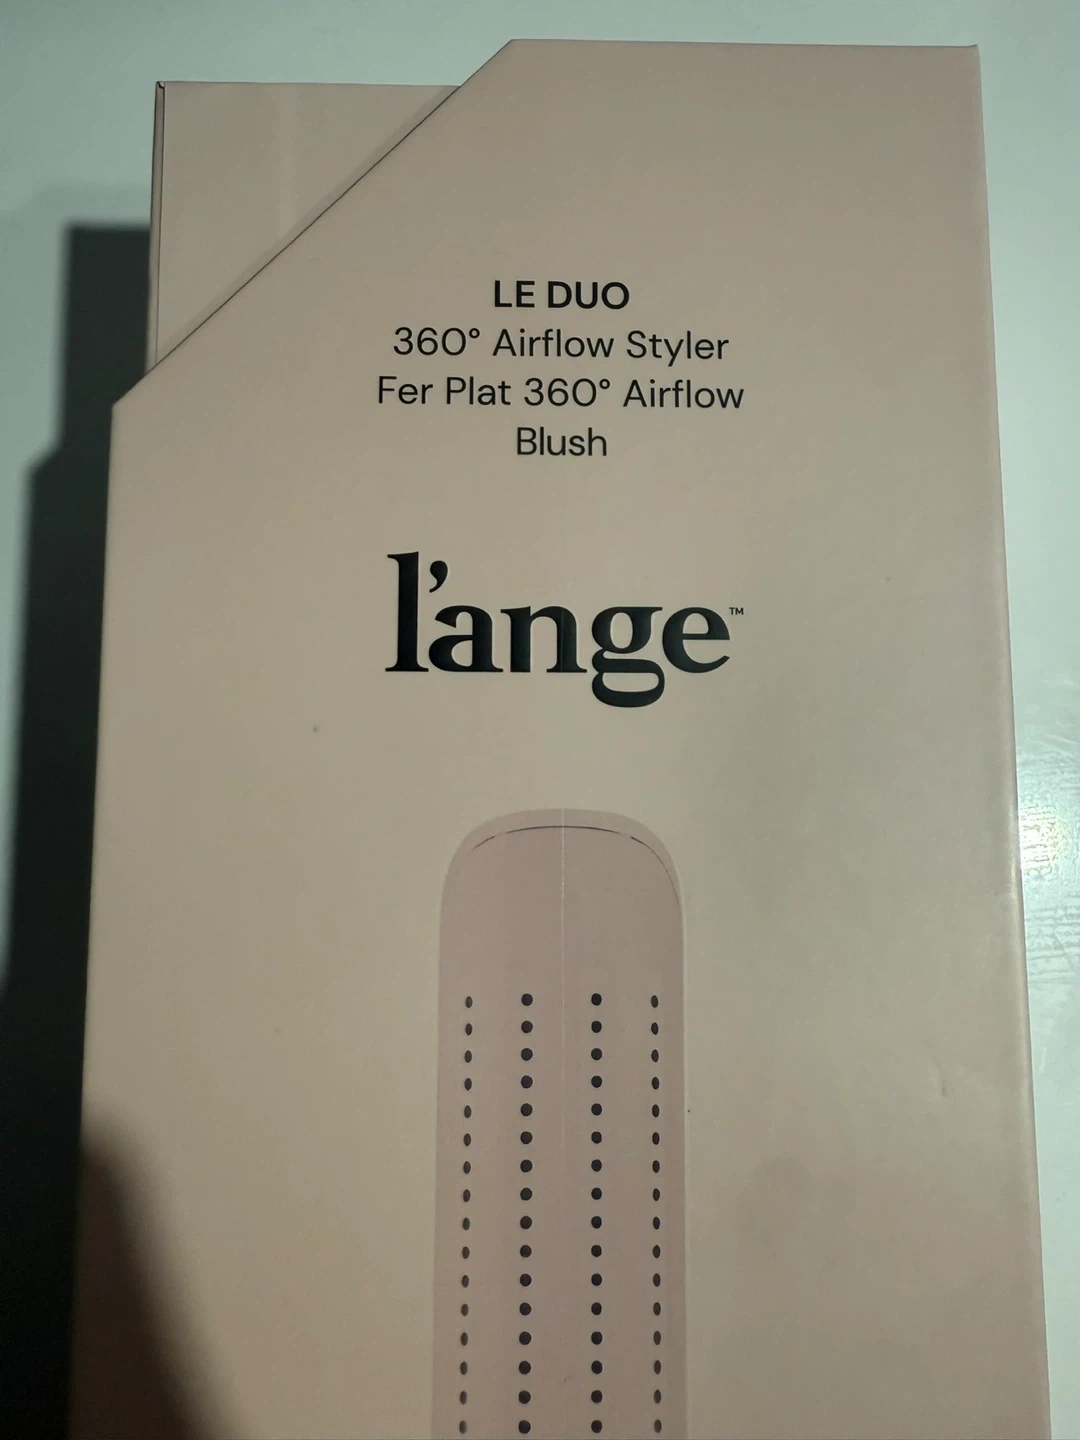 LE DUO
360° Airflow Styler
Fer Plat 360° Airflow
Blush
l'ange™